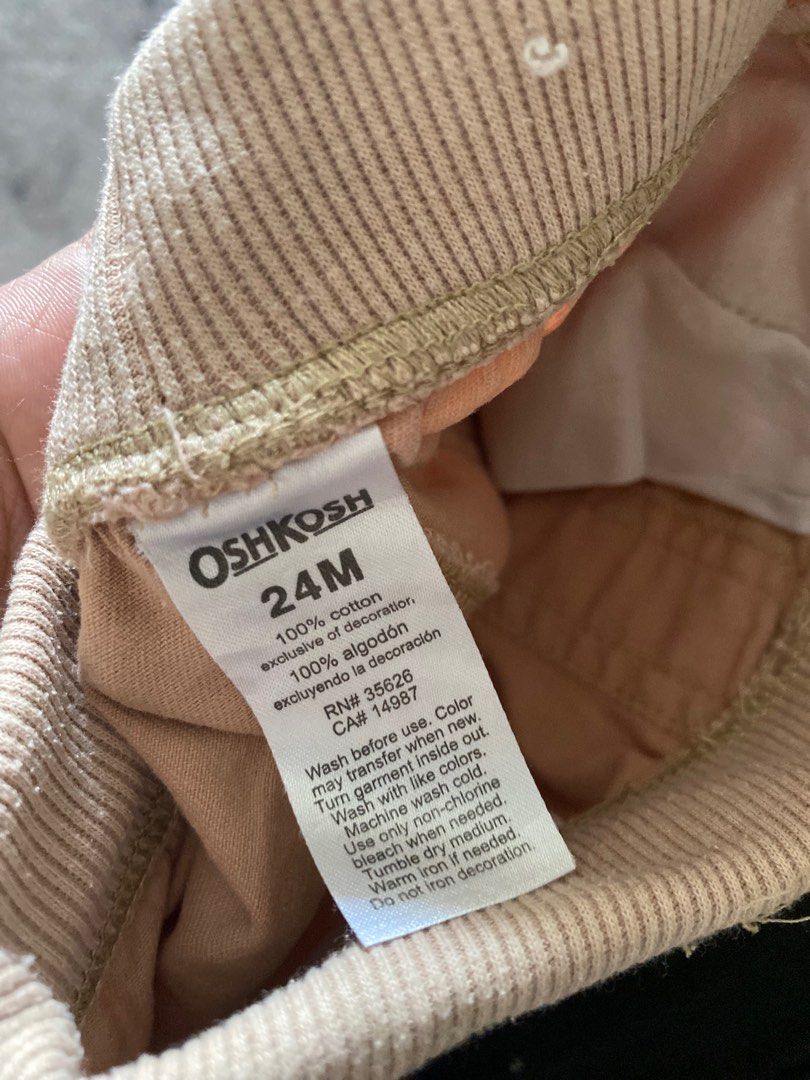 OSHKOSH
24M
100% cotton
exclusive of decoration,
100% algodón
excluyendo la decoración
RN# 35626
CA# 14987
Wash before use. Color
may transfer when new.
Turn garment inside out.
Wash with like colors.
Machine wash cold.
Use only non-chlorine
bleach when needed.
Tumble dry medium.
Warm iron if needed.
Do not iron decoration.